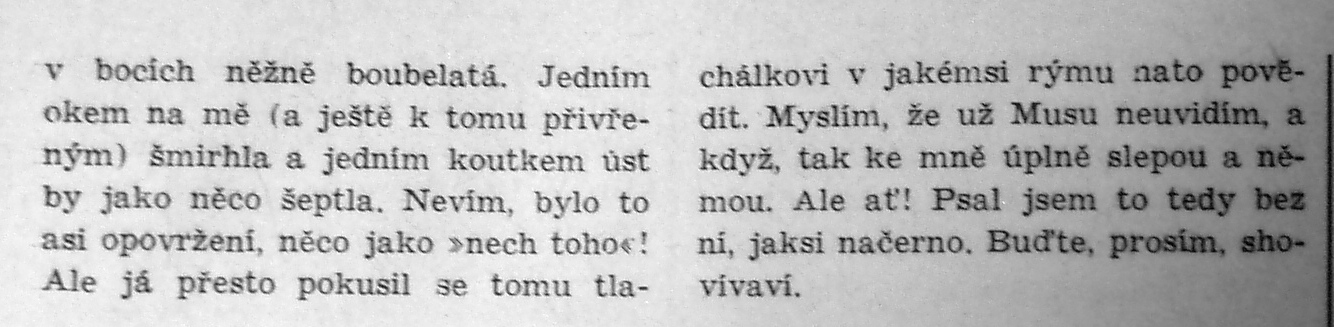 v bocích něžně boubelatá. Jedním
okem na mě (a ještě k tomu přivře-
ným) šmirhla a jedním koutkem úst
by jako něco šeptla. Nevím, bylo to
asi opovržení, něco jako »nech toho«!
Ale já přesto pokusil se tomu tla-
chálkovi v jakémsi rýmu nato pově-
dít. Myslím, že už Musu neuvidím, a
když, tak ke mně úplně slepou a ně-
mou. Ale ať! Psal jsem to tedy bez
ní, jaksi načerno. Buďte, prosím, sho-
vívaví.